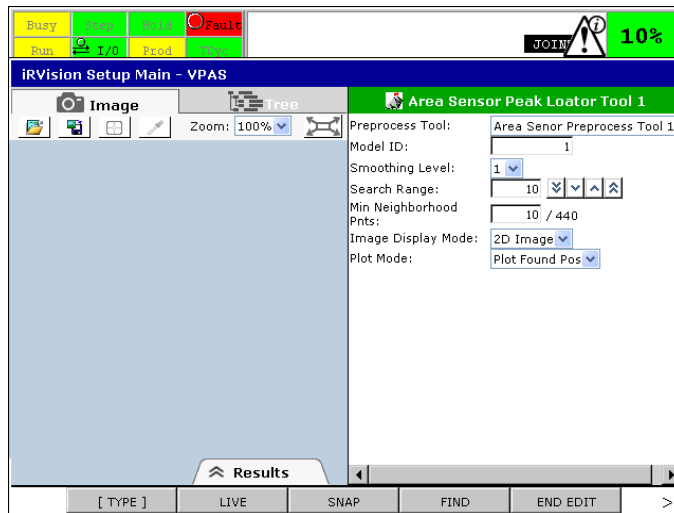 Busy Step Hold Fault
Run I/O Prod TCyc
JOINT 10%
iRVision Setup Main - VPAS
Image Tree Area Sensor Peak Loator Tool 1
Zoom: 100%
Preprocess Tool: Area Senor Preprocess Tool 1
Model ID: 1
Smoothing Level: 1
Search Range: 10
Min Neighborhood
Pnts: 10 / 440
Image Display Mode: 2D Image
Plot Mode: Plot Found Pos
Results
[ TYPE ] LIVE SNAP FIND END EDIT >